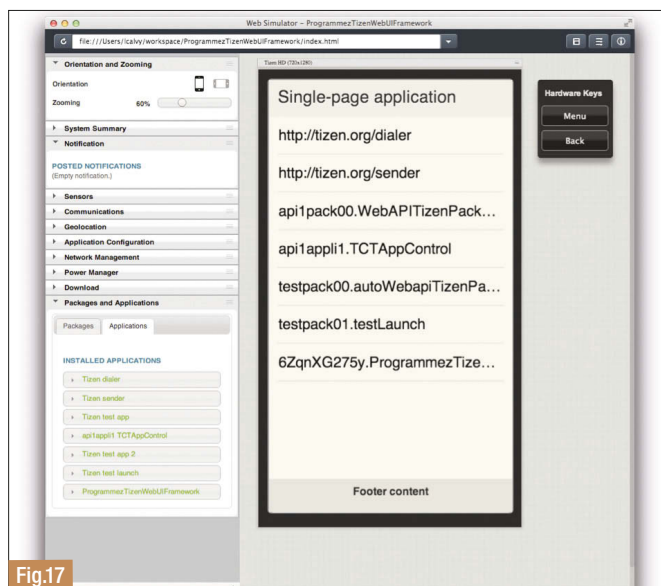 Web Simulator – ProgrammezTizenWebUIFramework
file:///Users/lcalvy/workspace/ProgrammezTizenWebUIFramework/index.html
Orientation and Zooming
Orientation
Zooming 60%
System Summary
Notification
POSTED NOTIFICATIONS
(Empty notification.)
Sensors
Communications
Geolocation
Application Configuration
Network Management
Power Manager
Download
Packages and Applications
Packages Applications
INSTALLED APPLICATIONS
Tizen dialer
Tizen sender
Tizen test app
api1appli1 TCTAppControl
Tizen test app 2
Tizen test launch
ProgrammezTizenWebUIFramework
Tizen HD (720x1280)
Single-page application
http://tizen.org/dialer
http://tizen.org/sender
api1pack00.WebAPITizenPack...
api1appli1.TCTAppControl
testpack00.autoWebapiTizenPa...
testpack01.testLaunch
6ZqnXG275y.ProgrammezTize...
Footer content
Hardware Keys
Menu
Back
Fig.17